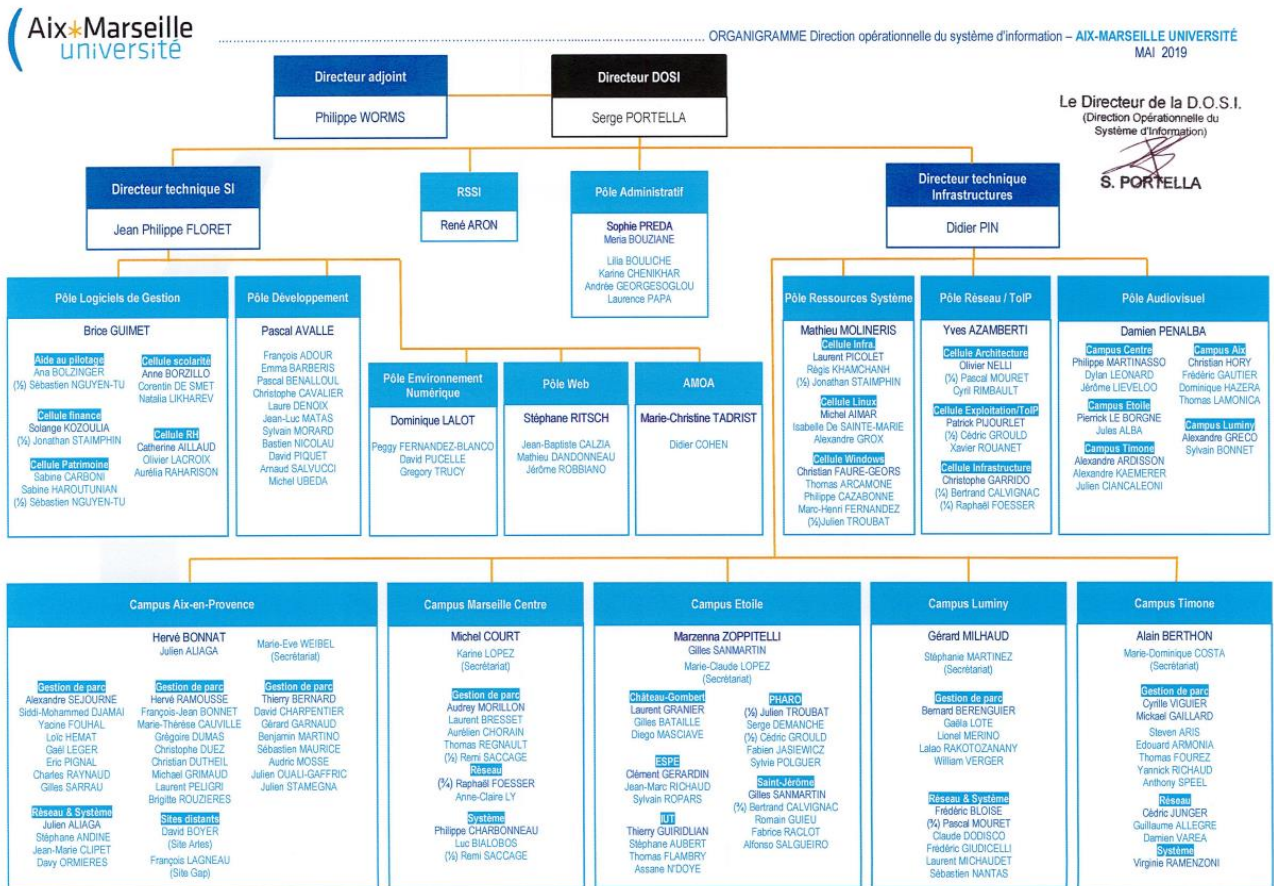 Aix*Marseille
université
ORGANIGRAMME Direction opérationnelle du système d'information – AIX-MARSEILLE UNIVERSITÉ
MAI 2019
Directeur adjoint
Philippe WORMS
Directeur DOSI
Serge PORTELLA
Le Directeur de la D.O.S.I.
(Direction Opérationnelle du
Système d'Information)
S. PORTELLA
Directeur technique SI
Jean Philippe FLORET
RSSI
René ARON
Pôle Administratif
Sophie PREDA
Meria BOUZIANE
Lilia BOULICHE
Karine CHENIKHAR
Andrée GEORGESOGLOU
Laurence PAPA
Directeur technique
Infrastructures
Didier PIN
Pôle Logiciels de Gestion
Brice GUIMET
Aide au pilotage
Ana BOLZINGER
(½) Sébastien NGUYEN-TU
Cellule finance
Solange KOZOULIA
(½) Jonathan STAIMPHIN
Cellule Patrimoine
Sabine CARBONI
Sabine HAROUTUNIAN
(½) Sébastien NGUYEN-TU
Cellule scolarité
Anne BORZILLO
Corentin DE SMET
Natalia LIKHAREV
Cellule RH
Catherine AILLAUD
Olivier LACROIX
Aurélia RAHARISON
Pôle Développement
Pascal AVALLE
François ADOUR
Emma BARBERIS
Pascal BENALLOUL
Christophe CAVALIER
Laure DENOIX
Jean-Luc MATAS
Sylvain MORARD
Bastien NICOLAU
David PIQUET
Arnaud SALVUCCI
Michel UBEDA
Pôle Environnement
Numérique
Dominique LALOT
Peggy FERNANDEZ-BLANCO
David PUCELLE
Gregory TRUCY
Pôle Web
Stéphane RITSCH
Jean-Baptiste CALZIA
Mathieu DANDONNEAU
Jérôme ROBBIANO
AMOA
Marie-Christine TADRIST
Didier COHEN
Pôle Ressources Système
Mathieu MOLINERIS
Cellule Infra.
Laurent PICOLET
Régis KHAMCHANH
(½) Jonathan STAIMPHIN
Cellule Linux
Michel AIMAR
Isabelle De SAINTE-MARIE
Alexandre GROX
Cellule Windows
Christian FAURE-GEORS
Thomas ARCAMONE
Philippe CAZABONNE
Marc-Henri FERNANDEZ
(½)Julien TROUBAT
Pôle Réseau / ToIP
Yves AZAMBERTI
Cellule Architecture
Olivier NELLI
(¼) Pascal MOURET
Cyril RIMBAULT
Cellule Exploitation/ToIP
Patrick PIJOURLET
(½) Cédric GROULD
Xavier ROUANET
Cellule Infrastructure
Christophe GARRIDO
(¼) Bertrand CALVIGNAC
(¼) Raphaël FOESSER
Pôle Audiovisuel
Damien PENALBA
Campus Centre
Philippe MARTINASSO
Dylan LEONARD
Jérôme LIEVELOO
Campus Etoile
Pierrick LE BORGNE
Jules ALBA
Campus Timone
Alexandre ARDISSON
Alexandre KAEMERER
Julien CIANCALEONI
Campus Aix
Christian HORY
Frédéric GAUTIER
Dominique HAZERA
Thomas LAMONICA
Campus Luminy
Alexandre GRECO
Sylvain BONNET
Campus Aix-en-Provence
Hervé BONNAT
Julien ALIAGA
Marie-Eve WEIBEL
(Secrétariat)
Gestion de parc
Alexandre SEJOURNE
Siddi-Mohammed DJAMAI
Yacine FOUHAL
Loïc HEMAT
Gaël LEGER
Eric PIGNAL
Charles RAYNAUD
Gilles SARRAU
Réseau & Système
Julien ALIAGA
Stéphane ANDINE
Jean-Marie CLIPET
Davy ORMIERES
Gestion de parc
Hervé RAMOUSSE
François-Jean BONNET
Marie-Thérèse CAUVILLE
Grégoire DUMAS
Christophe DUEZ
Christian DUTHEIL
Michael GRIMAUD
Laurent PELIGRI
Brigitte ROUZIERES
Sites distants
David BOYER
(Site Arles)
François LAGNEAU
(Site Gap)
Gestion de parc
Thierry BERNARD
David CHARPENTIER
Gérard GARNAUD
Benjamin MARTINO
Sébastien MAURICE
Audric MOSSE
Julien OUALI-GAFFRIC
Julien STAMEGNA
Campus Marseille Centre
Michel COURT
Karine LOPEZ
(Secrétariat)
Gestion de parc
Audrey MORILLON
Laurent BRESSET
Aurélien CHORAIN
Thomas REGNAULT
(½) Remi SACCAGE
Réseau
(¾) Raphaël FOESSER
Anne-Claire LY
Système
Philippe CHARBONNEAU
Luc BIALOBOS
(½) Remi SACCAGE
Campus Etoile
Marzenna ZOPPITELLI
Gilles SANMARTIN
Marie-Claude LOPEZ
(Secrétariat)
Château-Gombert
Laurent GRANIER
Gilles BATAILLE
Diego MASCIAVE
ESPE
Clément GERARDIN
Jean-Marc RICHAUD
Sylvain ROPARS
IUT
Thierry GUIRIDLIAN
Stéphane AUBERT
Thomas FLAMBRY
Assane N'DOYE
PHARO
(½) Julien TROUBAT
Serge DEMANCHE
(½) Cédric GROULD
Fabien JASIEWICZ
Sylvie POLGUER
Saint-Jérôme
Gilles SANMARTIN
(¾) Bertrand CALVIGNAC
Romain GUIEU
Fabrice RACLOT
Alfonso SALGUEIRO
Campus Luminy
Gérard MILHAUD
Stéphanie MARTINEZ
(Secrétariat)
Gestion de parc
Bernard BERENGUIER
Gaëlla LOTE
Lionel MERINO
Lalao RAKOTOZANANY
William VERGER
Réseau & Système
Frédéric BLOISE
(¾) Pascal MOURET
Claude DODISCO
Frédéric GIUDICELLI
Laurent MICHAUDET
Sébastien NANTAS
Campus Timone
Alain BERTHON
Marie-Dominique COSTA
(Secrétariat)
Gestion de parc
Cyrille VIGUIER
Mickael GAILLARD
Steven ARIS
Edouard ARMONIA
Thomas FOUREZ
Yannick RICHAUD
Anthony SPEEL
Réseau
Cédric JUNGER
Guillaume ALLEGRE
Damien VAREA
Système
Virginie RAMENZONI